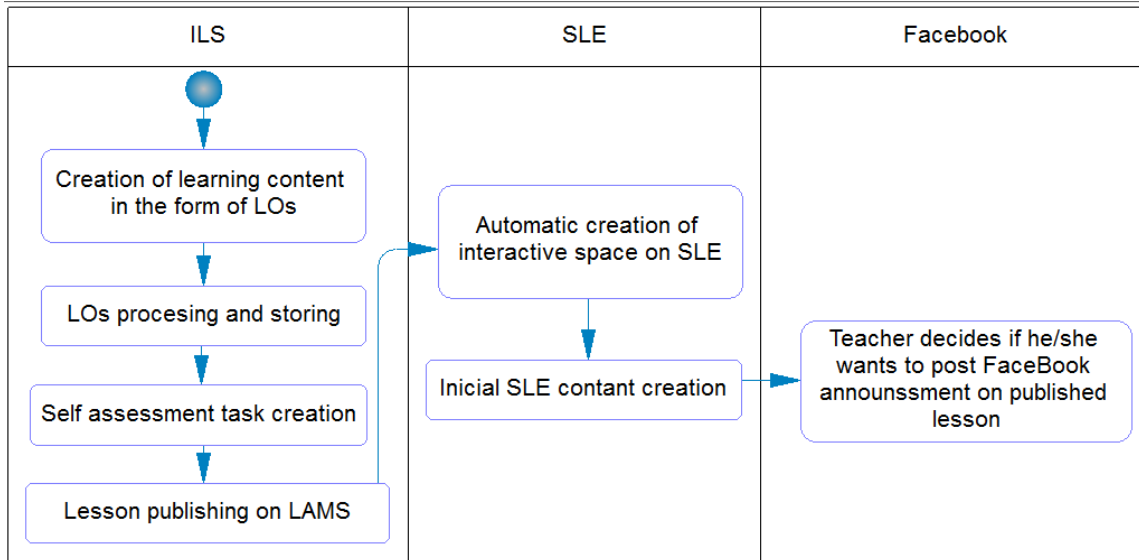 ILS
SLE
Facebook
Creation of learning content
in the form of LOs
LOs procesing and storing
Self assessment task creation
Lesson publishing on LAMS
Automatic creation of
interactive space on SLE
Inicial SLE contant creation
Teacher decides if he/she
wants to post FaceBook
announssment on published
lesson